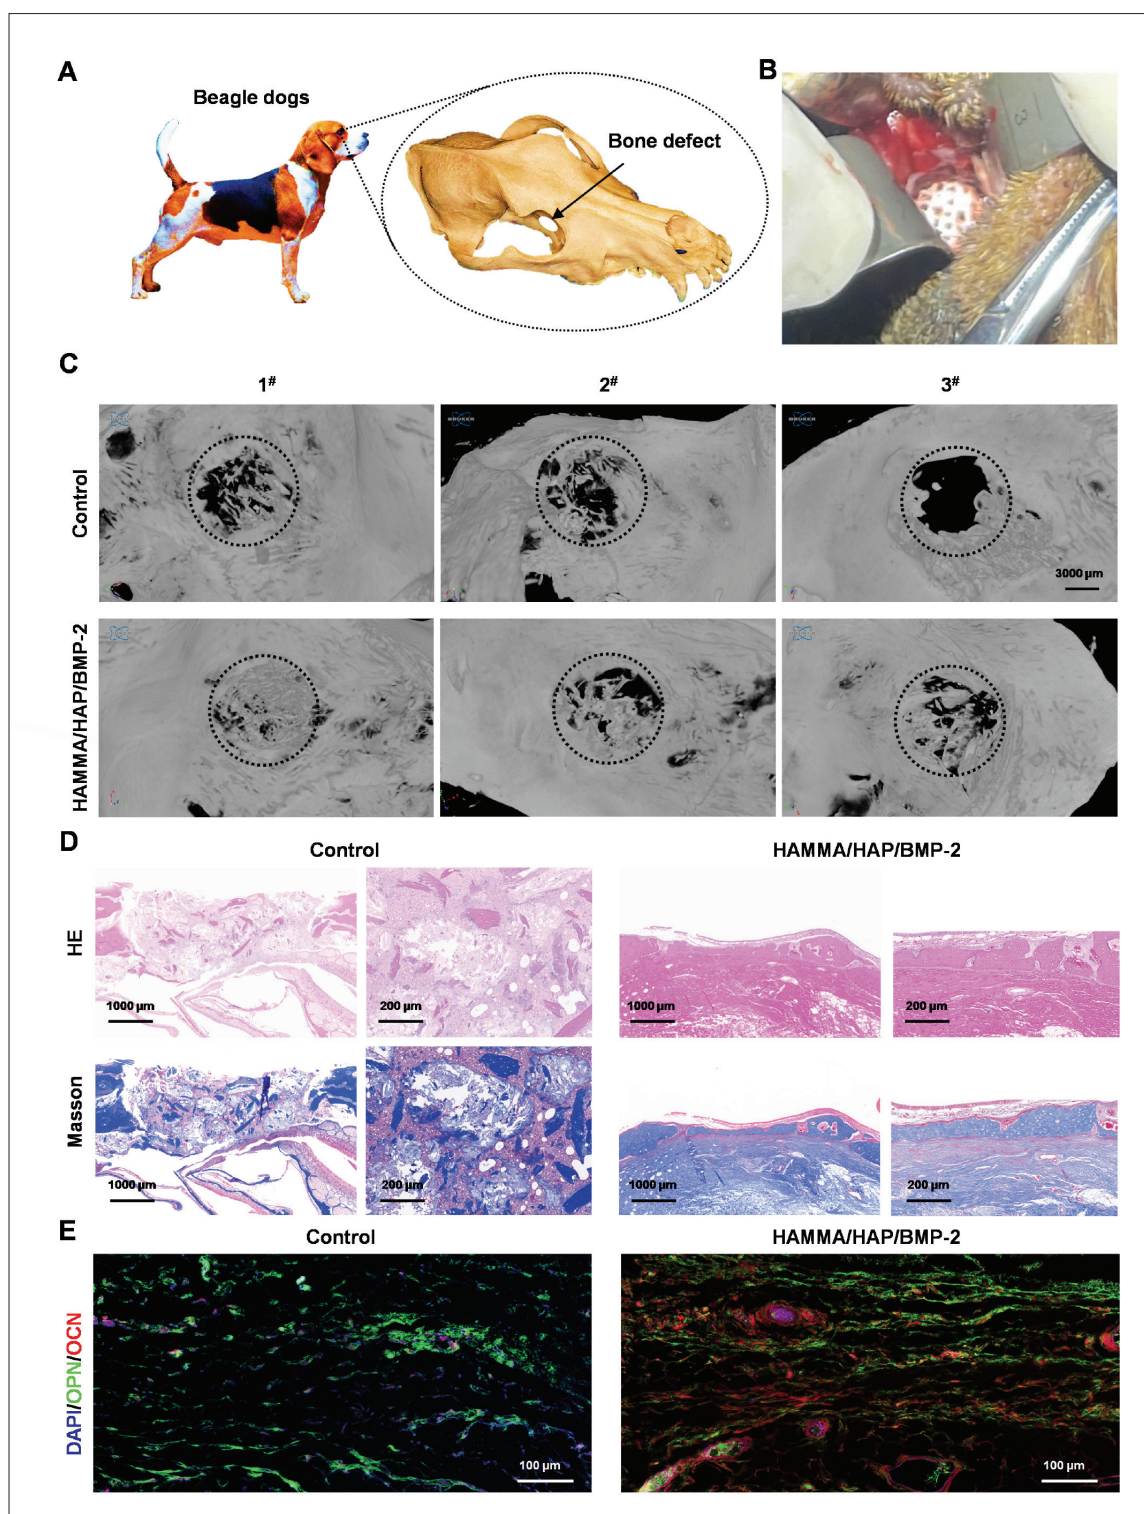 A
Beagle dogs
Bone defect
B
C
1#
2#
3#
Control
BRUKER
3000 µm
HAMMA/HAP/BMP-2
D
Control
HAMMA/HAP/BMP-2
HE
1000 µm
200 µm
1000 µm
200 µm
Masson
1000 µm
200 µm
1000 µm
200 µm
E
Control
HAMMA/HAP/BMP-2
DAPI/OPN/OCN
100 µm
100 µm